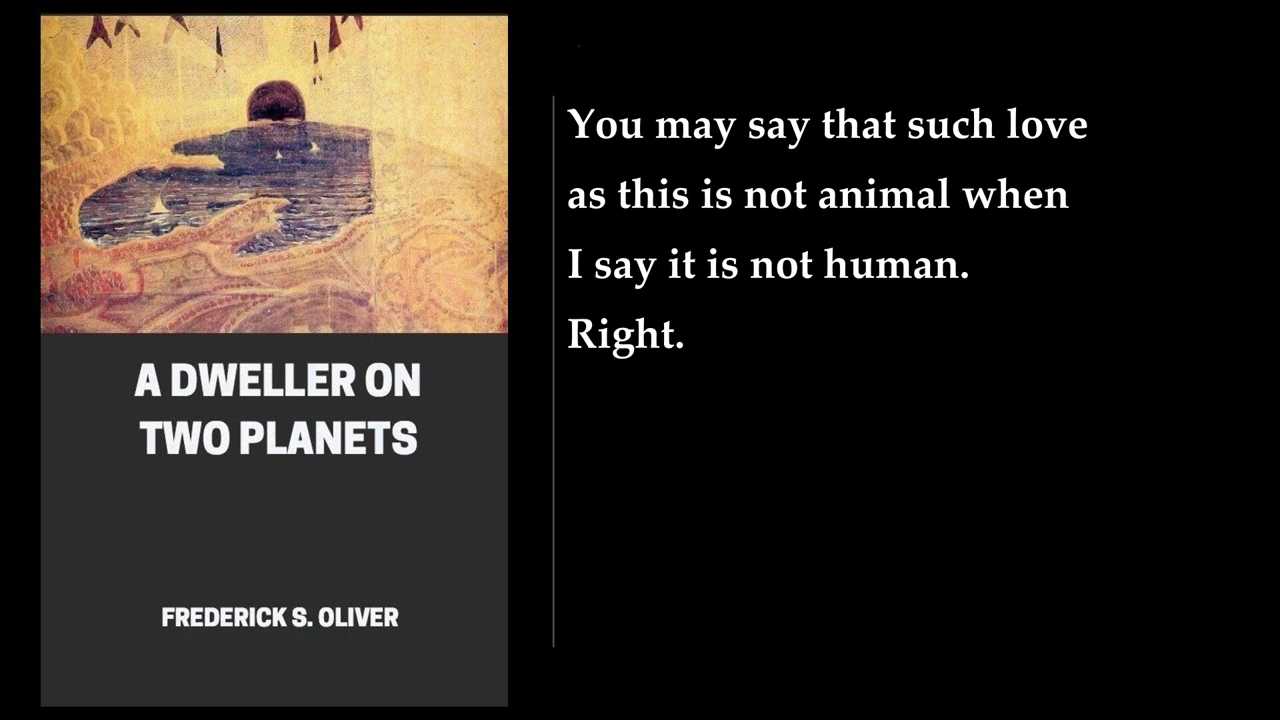 A DWELLER ON
TWO PLANETS
FREDERICK S. OLIVER
You may say that such love
as this is not animal when
I say it is not human.
Right.